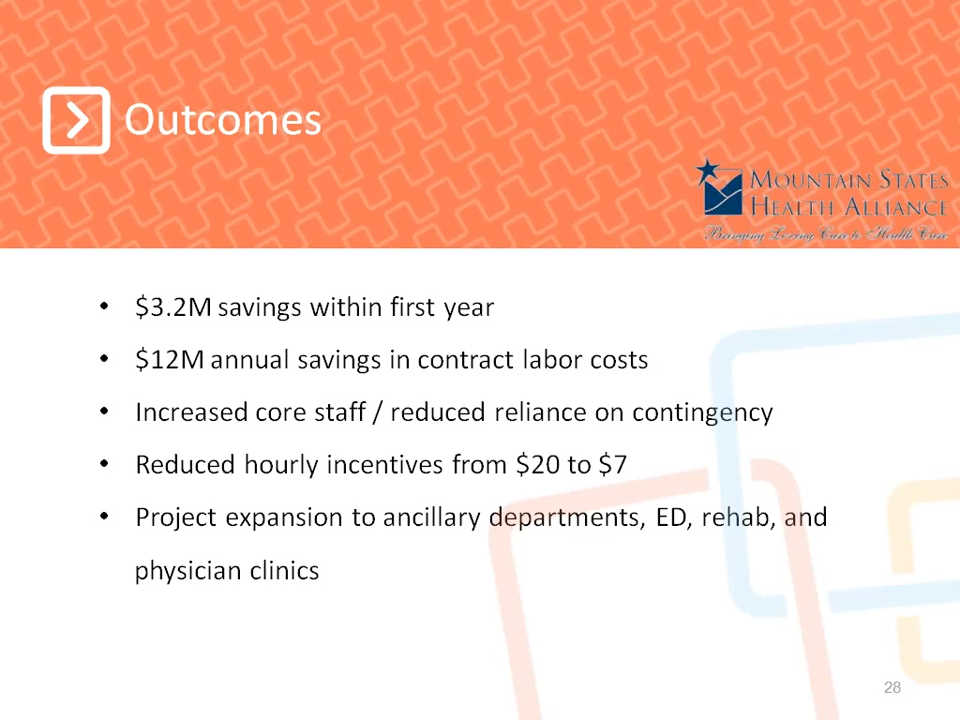 Outcomes
MOUNTAIN STATES
HEALTH ALLIANCE
Bringing Loving Care to Health Care
• $3.2M savings within first year
• $12M annual savings in contract labor costs
• Increased core staff / reduced reliance on contingency
• Reduced hourly incentives from $20 to $7
• Project expansion to ancillary departments, ED, rehab, and
physician clinics
28